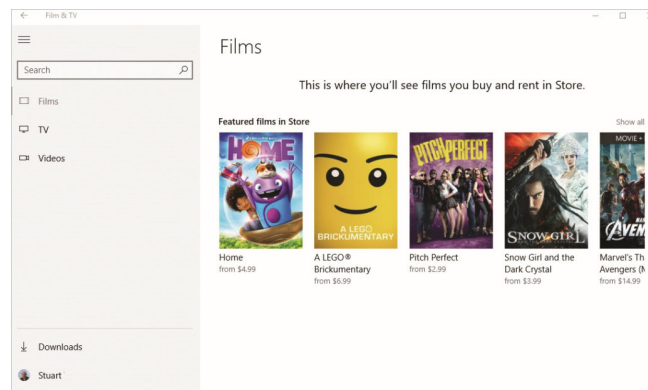 Film & TV
Films
Search
This is where you'll see films you buy and rent in Store.
Films
Featured films in Store
Show all
TV
Videos
HOME
A LEGO
BRICKUMENTARY
PITCH PERFECT
SNOW GIRL
MOVIE +
Home
from $4.99
A LEGO®
Brickumentary
from $6.99
Pitch Perfect
from $2.99
Snow Girl and the
Dark Crystal
from $3.99
Marvel's Th
Avengers (
from $14.99
Downloads
Stuart